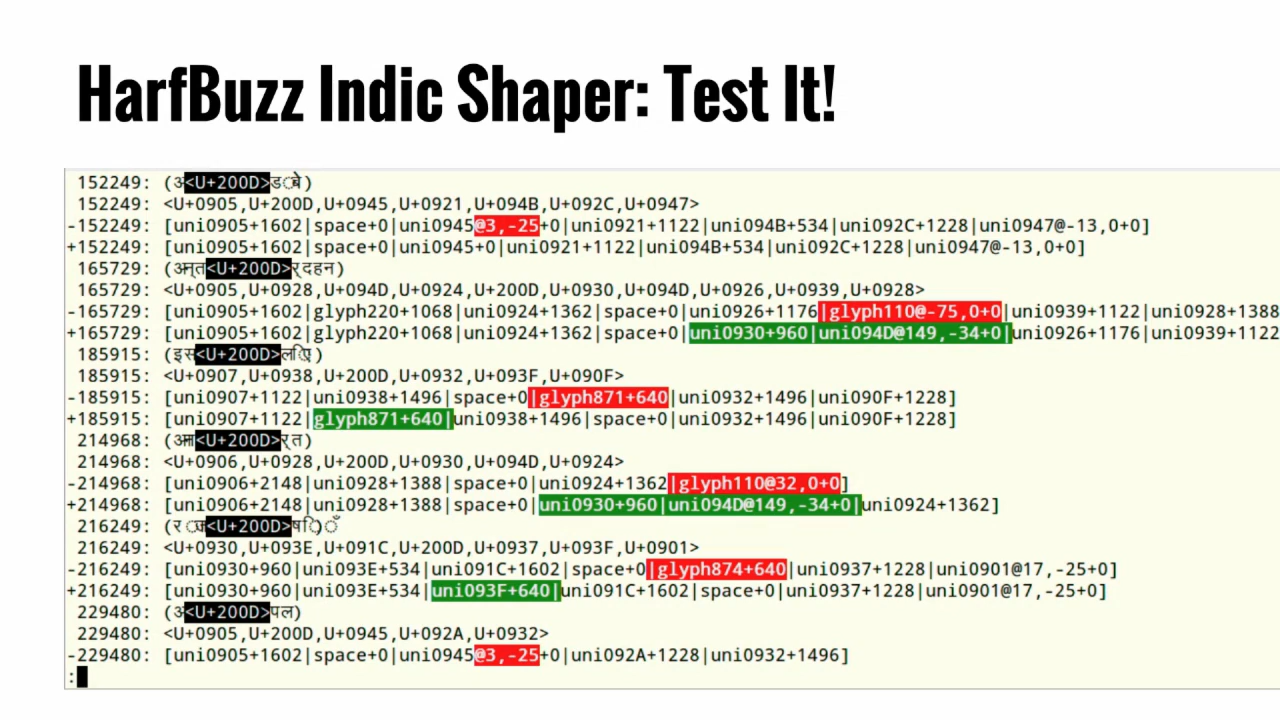 HarfBuzz Indic Shaper: Test It!
152249: (अ<U+200D>ॅडोबे)
152249: <U+0905,U+200D,U+0945,U+0921,U+094B,U+092C,U+0947>
-152249: [uni0905+1602|space+0|uni0945@3,-25+0|uni0921+1122|uni094B+534|uni092C+1228|uni0947@-13,0+0]
+152249: [uni0905+1602|space+0|uni0945+0|uni0921+1122|uni094B+534|uni092C+1228|uni0947@-13,0+0]
165729: (अन्त<U+200D>र्दहन)
165729: <U+0905,U+0928,U+094D,U+0924,U+200D,U+0930,U+094D,U+0926,U+0939,U+0928>
-165729: [uni0905+1602|glyph220+1068|uni0924+1362|space+0|uni0926+1176|glyph110@-75,0+0|uni0939+1122|uni0928+1388
+165729: [uni0905+1602|glyph220+1068|uni0924+1362|space+0|uni0930+960|uni094D@149,-34+0|uni0926+1176|uni0939+1122
185915: (इस<U+200D>लिए)
185915: <U+0907,U+0938,U+200D,U+0932,U+093F,U+090F>
-185915: [uni0907+1122|uni0938+1496|space+0|glyph871+640|uni0932+1496|uni090F+1228]
+185915: [uni0907+1122|glyph871+640|uni0938+1496|space+0|uni0932+1496|uni090F+1228]
214968: (आन<U+200D>र्त)
214968: <U+0906,U+0928,U+200D,U+0930,U+094D,U+0924>
-214968: [uni0906+2148|uni0928+1388|space+0|uni0924+1362|glyph110@32,0+0]
+214968: [uni0906+2148|uni0928+1388|space+0|uni0930+960|uni094D@149,-34+0|uni0924+1362]
216249: (राज<U+200D>षिँ)
216249: <U+0930,U+093E,U+091C,U+200D,U+0937,U+093F,U+0901>
-216249: [uni0930+960|uni093E+534|uni091C+1602|space+0|glyph874+640|uni0937+1228|uni0901@17,-25+0]
+216249: [uni0930+960|uni093E+534|uni093F+640|uni091C+1602|space+0|uni0937+1228|uni0901@17,-25+0]
229480: (अ<U+200D>ॅपल)
229480: <U+0905,U+200D,U+0945,U+092A,U+0932>
-229480: [uni0905+1602|space+0|uni0945@3,-25+0|uni092A+1228|uni0932+1496]
: